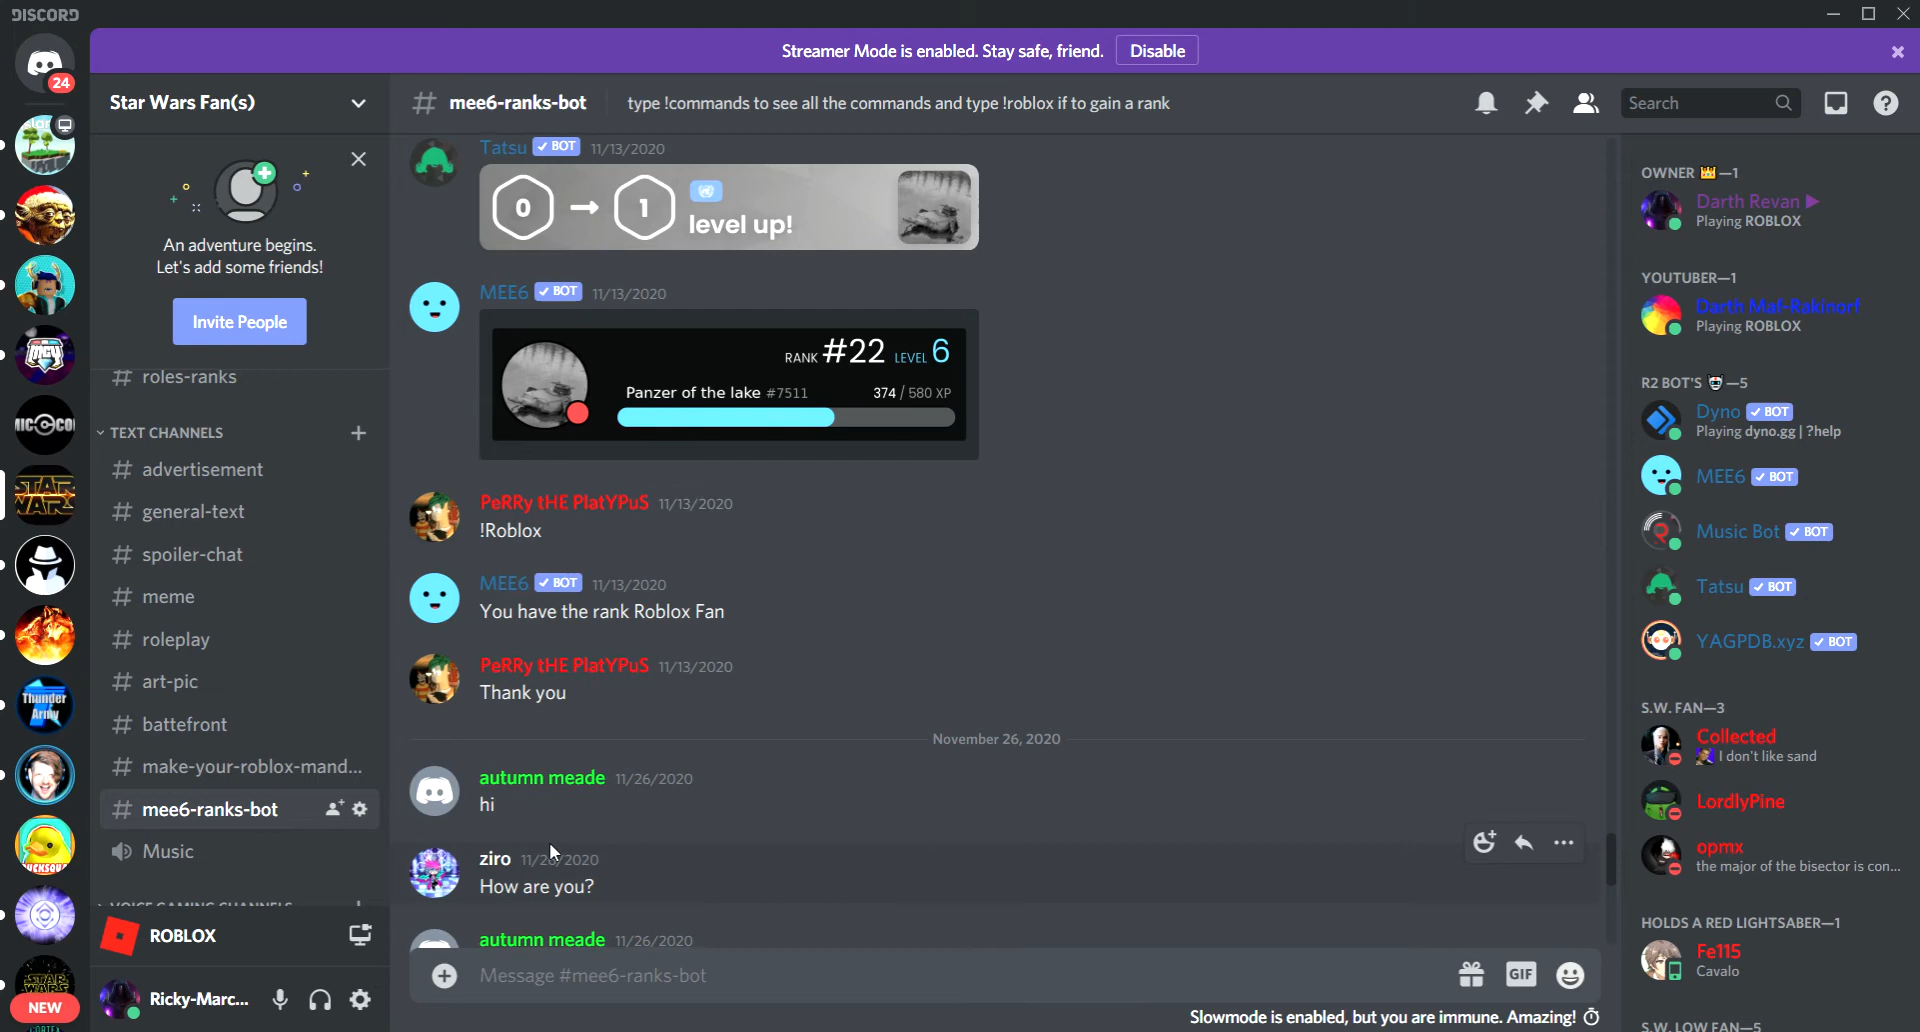 DISCORD
Streamer Mode is enabled. Stay safe, friend.
Disable
24
Star Wars Fan(s)
An adventure begins.
Let's add some friends!
Invite People
# roles-ranks
TEXT CHANNELS
# advertisement
# general-text
# spoiler-chat
# meme
# roleplay
# art-pic
# battefront
# make-your-roblox-mand...
# mee6-ranks-bot
Music
ROBLOX
Ricky-Marc...
Thunder
Army
NEW
# mee6-ranks-bot
type !commands to see all the commands and type !roblox if to gain a rank
Search
Tatsu ✓ BOT 11/13/2020
0 → 1 level up!
MEE6 ✓ BOT 11/13/2020
RANK #22 LEVEL 6
Panzer of the lake #7511 374 / 580 XP
PeRRy tHE PlatYPuS 11/13/2020
!Roblox
MEE6 ✓ BOT 11/13/2020
You have the rank Roblox Fan
PeRRy tHE PlatYPuS 11/13/2020
Thank you
November 26, 2020
autumn meade 11/26/2020
hi
ziro 11/26/2020
How are you?
autumn meade 11/26/2020
Message #mee6-ranks-bot
GIF
Slowmode is enabled, but you are immune. Amazing!
OWNER 👑—1
Darth Revan
Playing ROBLOX
YOUTUBER—1
Darth Maf-Rakinorf
Playing ROBLOX
R2 BOT'S 🤖—5
Dyno ✓ BOT
Playing dyno.gg | ?help
MEE6 ✓ BOT
Music Bot ✓ BOT
Tatsu ✓ BOT
YAGPDB.xyz ✓ BOT
S.W. FAN—3
Collected
I don't like sand
LordlyPine
opmx
the major of the bisector is con...
HOLDS A RED LIGHTSABER—1
Fe115
Cavalo
S.W. LOW FAN—5